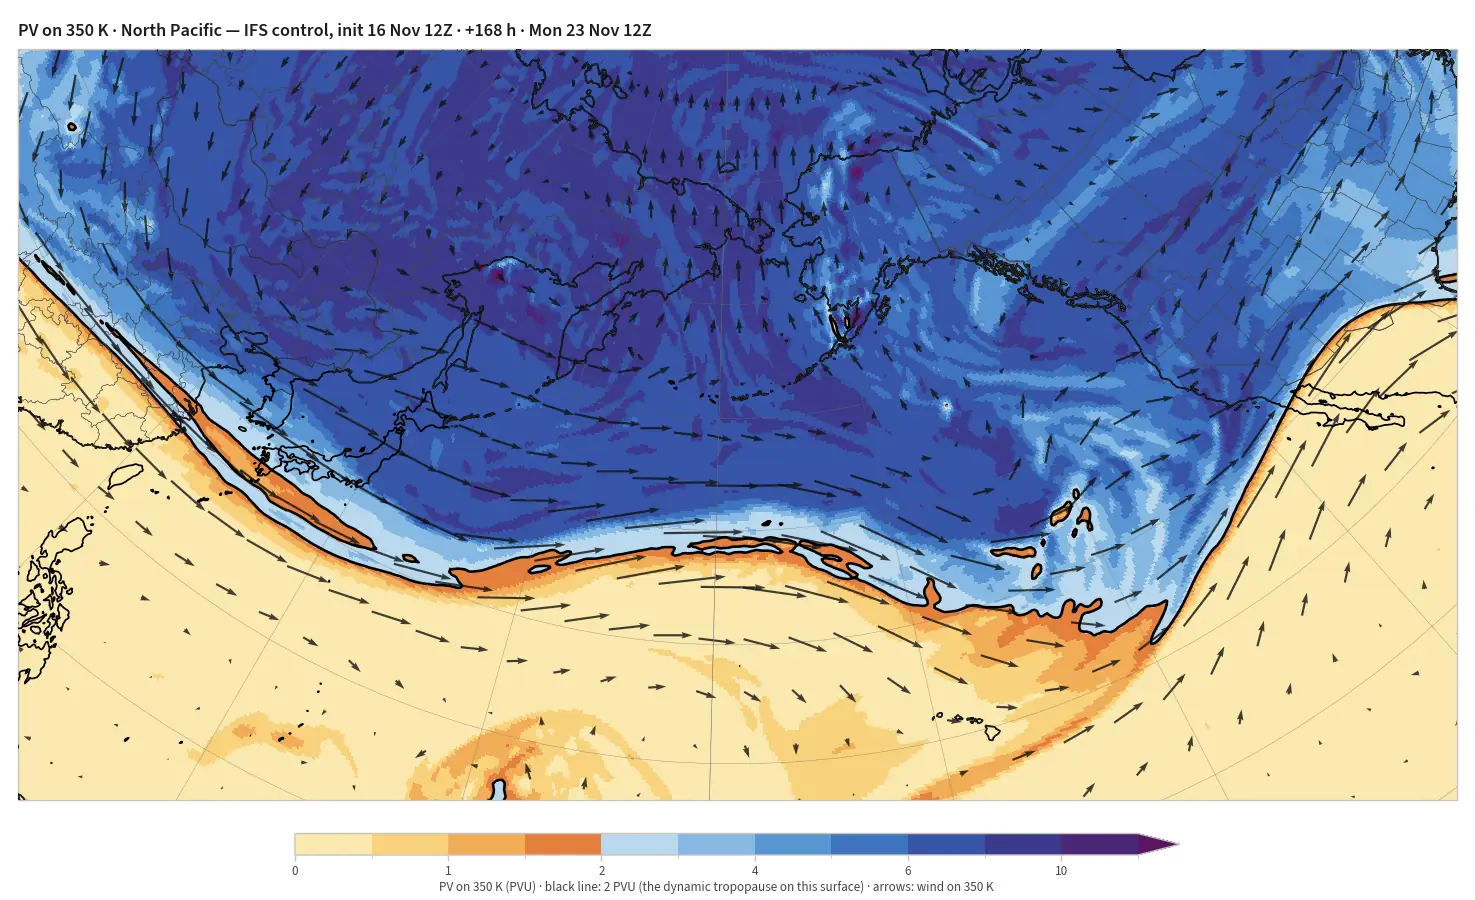 PV on 350 K · North Pacific — IFS control, init 16 Nov 12Z · +168 h · Mon 23 Nov 12Z
0 1 2 4 6 10
PV on 350 K (PVU) · black line: 2 PVU (the dynamic tropopause on this surface) · arrows: wind on 350 K